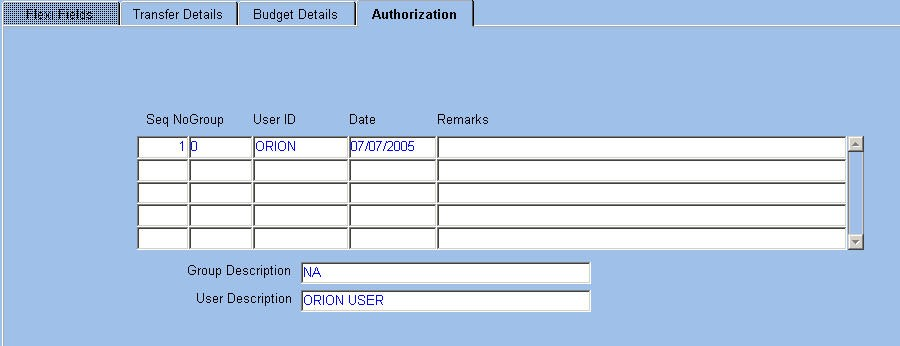 Flexi Fields Transfer Details Budget Details Authorization
Seq No Group User ID Date Remarks
1 0 ORION 07/07/2005
Group Description NA
User Description ORION USER